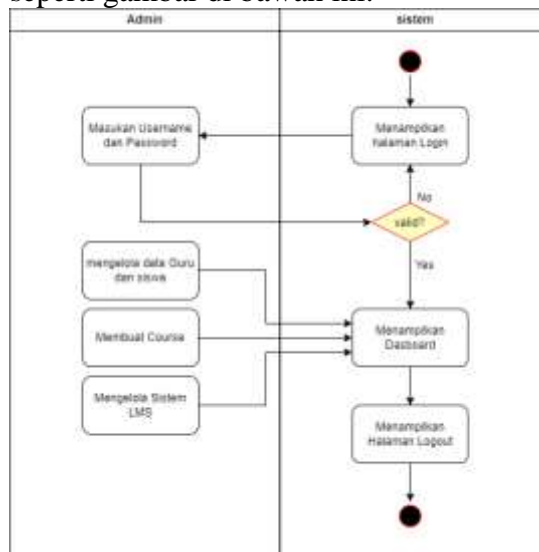 seperti gambar di bawah ini.
Admin
sistem
Masukan Username
dan Password
Menampilkan
halaman Login
No
valid?
Yes
mengelola data Guru
dan siswa
Membuat Course
Mengelola Sistem
LMS
Menampilkan
Dasboard
Menampilkan
Halaman Logout